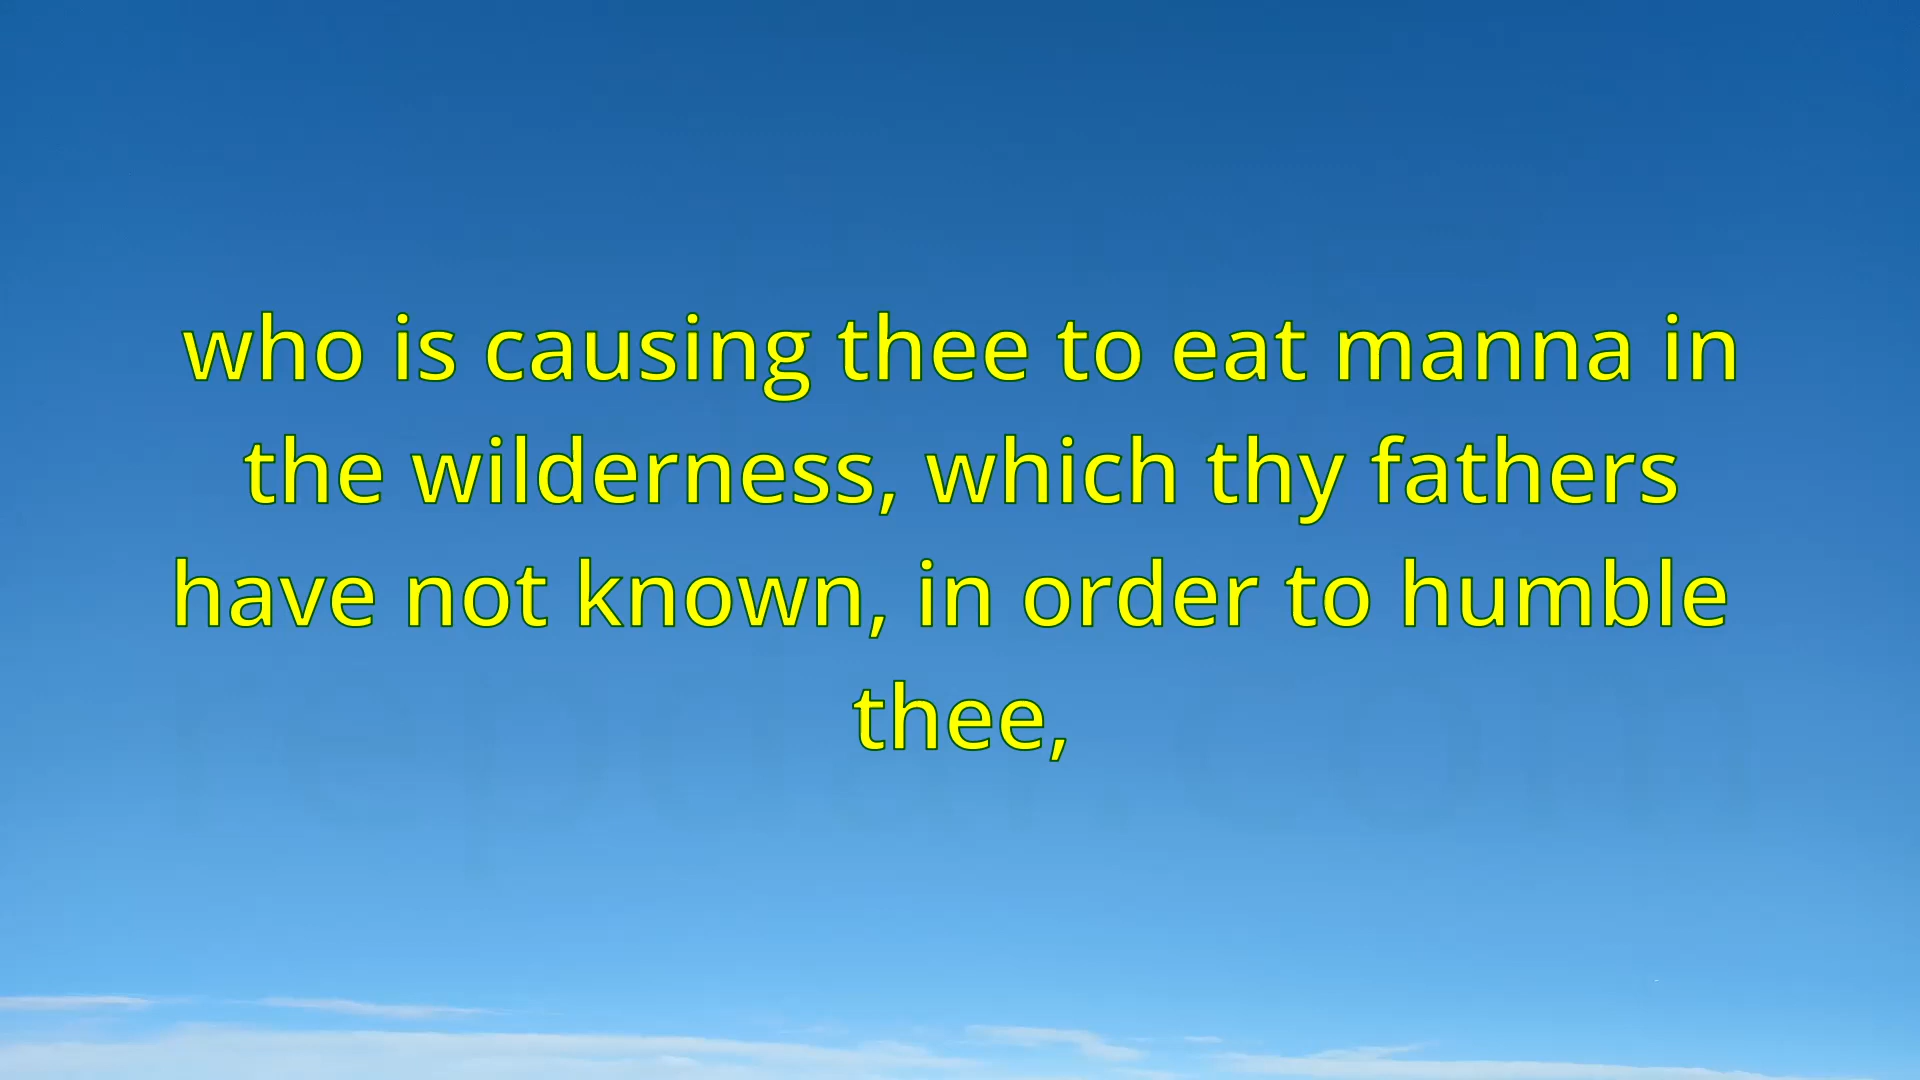 who is causing thee to eat manna in
the wilderness, which thy fathers
have not known, in order to humble
thee,